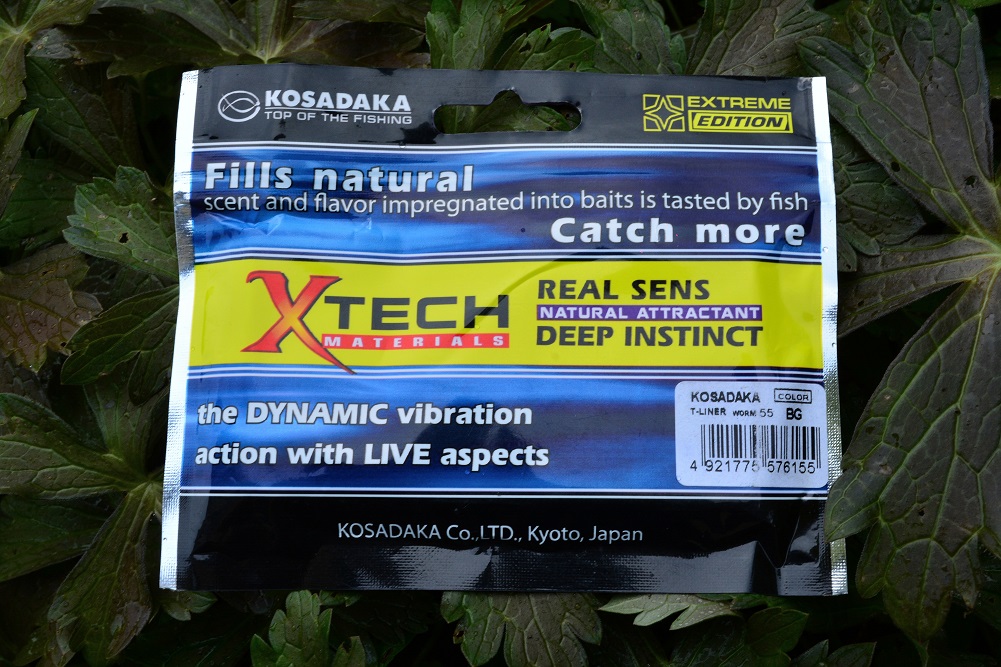 KOSADAKA
TOP OF THE FISHING
EXTREME
EDITION
Fills natural
scent and flavor impregnated into baits is tasted by fish
Catch more
XTECH
MATERIALS
REAL SENS
NATURAL ATTRACTANT
DEEP INSTINCT
the DYNAMIC vibration
action with LIVE aspects
KOSADAKA COLOR
T-LINER WORM 55 BG
4 921775 576155
KOSADAKA Co.,LTD., Kyoto, Japan